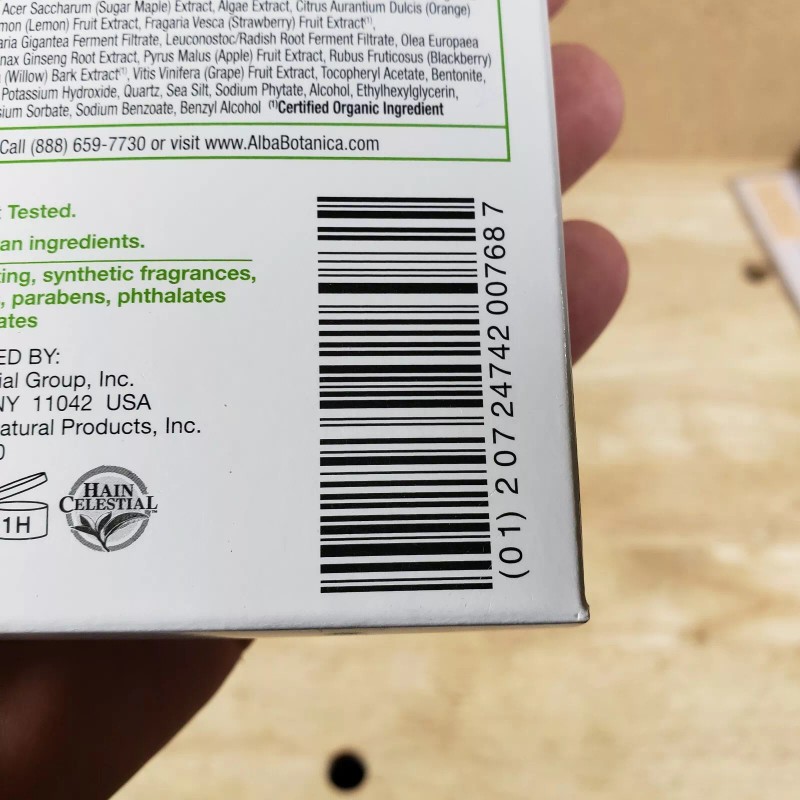 Acer Saccharum (Sugar Maple) Extract, Algae Extract, Citrus Aurantium Dulcis (Orange)
mon (Lemon) Fruit Extract, Fragaria Vesca (Strawberry) Fruit Extract⁽¹⁾,
aria Gigantea Ferment Filtrate, Leuconostoc/Radish Root Ferment Filtrate, Olea Europaea
nax Ginseng Root Extract, Pyrus Malus (Apple) Fruit Extract, Rubus Fruticosus (Blackberry)
(Willow) Bark Extract⁽¹⁾, Vitis Vinifera (Grape) Fruit Extract, Tocopheryl Acetate, Bentonite,
Potassium Hydroxide, Quartz, Sea Silt, Sodium Phytate, Alcohol, Ethylhexylglycerin,
ium Sorbate, Sodium Benzoate, Benzyl Alcohol ⁽¹⁾Certified Organic Ingredient
Call (888) 659-7730 or visit www.AlbaBotanica.com
t Tested.
an ingredients.
ting, synthetic fragrances,
, parabens, phthalates
ates
ED BY:
ial Group, Inc.
NY 11042 USA
atural Products, Inc.
0
1H
HAIN
CELESTIAL
(01) 2 07 24742 00768 7